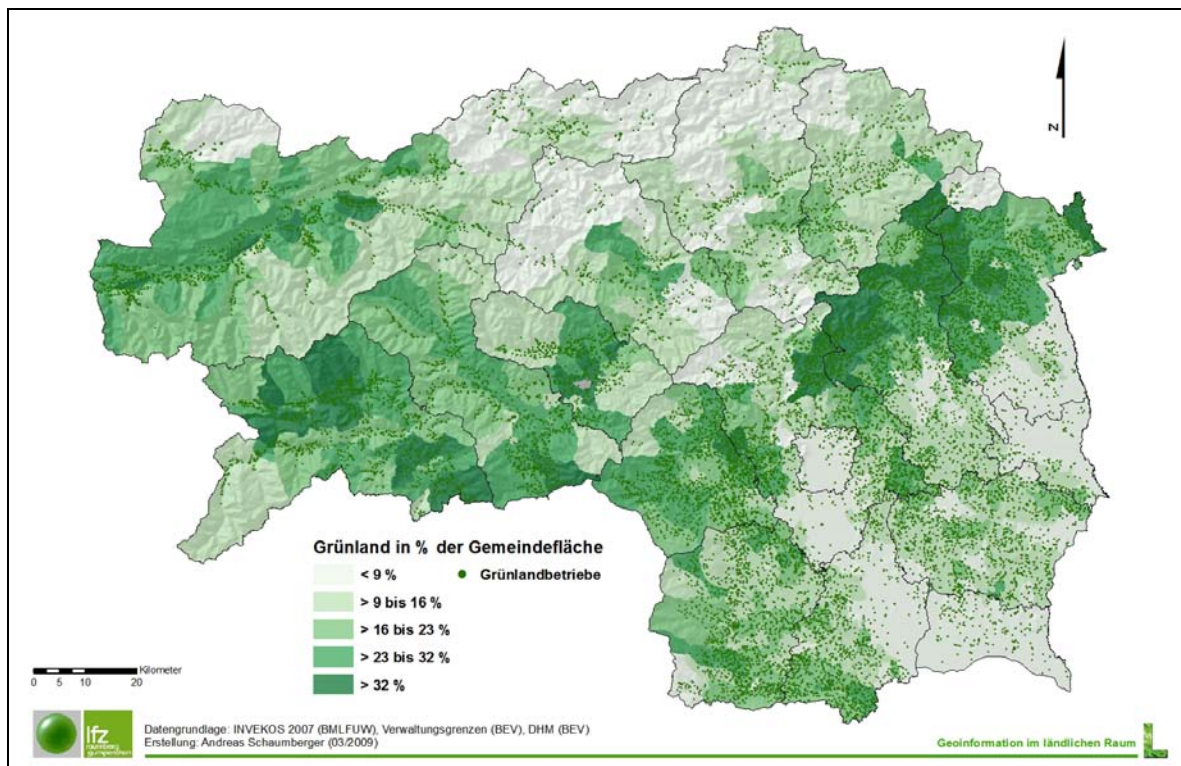 N
Grünland in % der Gemeindefläche
< 9 %
Grünlandbetriebe
> 9 bis 16 %
> 16 bis 23 %
> 23 bis 32 %
> 32 %
Kilometer
0 5 10 20
lfz
raumberg
gumpenstein
Datengrundlage: INVEKOS 2007 (BMLFUW), Verwaltungsgrenzen (BEV), DHM (BEV)
Erstellung: Andreas Schaumberger (03/2009)
Geoinformation im ländlichen Raum
L